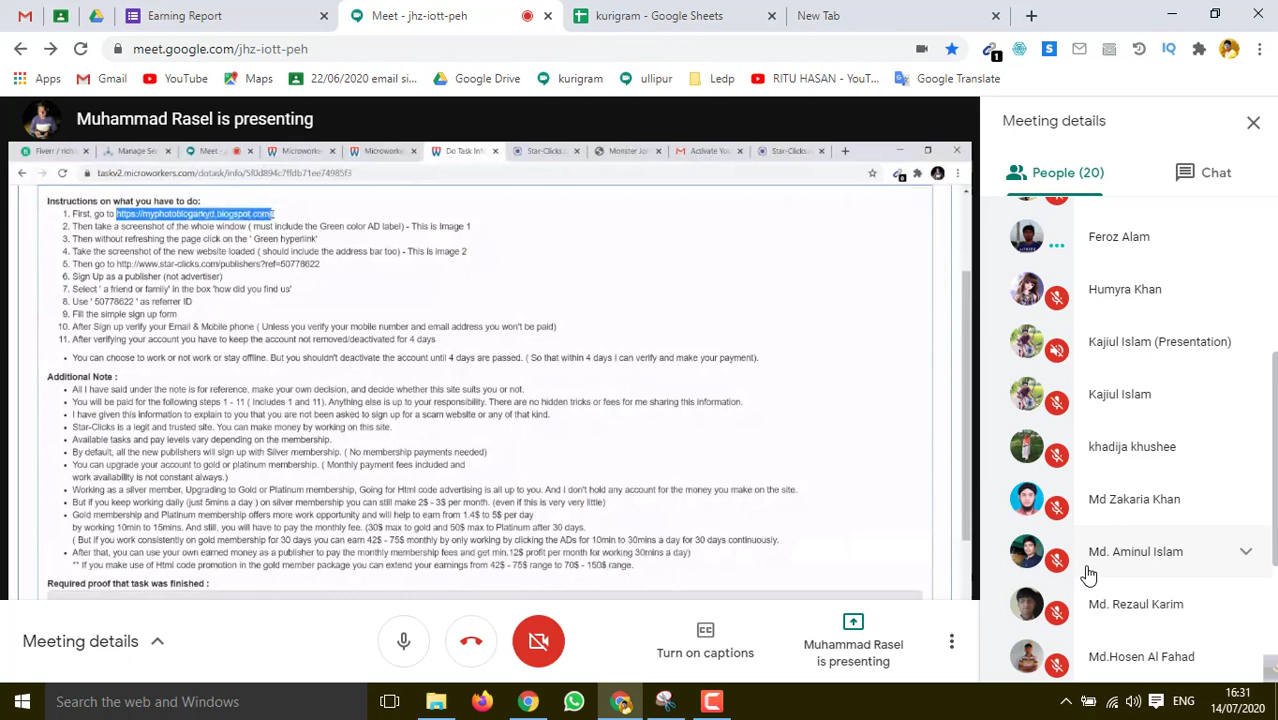 Earning Report
Meet - jhz-iott-peh
kurigram - Google Sheets
New Tab
meet.google.com/jhz-iott-peh
1
Apps
Gmail
YouTube
Maps
22/06/2020 email si...
Google Drive
kurigram
ullipur
Ledp
RITU HASAN - YouT...
Google Translate
Muhammad Rasel is presenting
Meeting details
People (20)
Chat
Fiverr / rich
Manage Se
Meet -
Microworke
Microworke
Do Task Inf
Star-Clicks
Monster Jo
Activate Yo
Star-Clicks
taskv2.microworkers.com/dotask/info/5f0d894c7ffdb71ee74985f3
Instructions on what you have to do:
1. First, go to
2. Then take a screenshot of the whole window ( must include the Green color AD label) - This is Image 1
3. Then without refreshing the page click on the ' Green hyperlink'
4. Take the screenshot of the new website loaded ( should include the address bar too) - This is image 2
5. Then go to http://www.star-clicks.com/publishers?ref=50778622
6. Sign Up as a publisher (not advertiser)
7. Select ' a friend or family' in the box 'how did you find us'
8. Use ' 50778622 ' as referrer ID
9. Fill the simple sign up form
10. After Sign up verify your Email & Mobile phone ( Unless you verify your mobile number and email address you won't be paid)
11. After verifying your account you have to keep the account not removed/deactivated for 4 days
• You can choose to work or not work or stay offline. But you shouldn't deactivate the account until 4 days are passed. ( So that within 4 days I can verify and make your payment).
Additional Note :
• All I have said under the note is for reference, make your own decision, and decide whether this site suits you or not.
• You will be paid for the following steps 1 - 11 ( Includes 1 and 11). Anything else is up to your responsibility. There are no hidden tricks or fees for me sharing this information.
• I have given this information to explain to you that you are not been asked to sign up for a scam website or any of that kind.
• Star-Clicks is a legit and trusted site. You can make money by working on this site.
• Available tasks and pay levels vary depending on the membership.
• By default, all the new publishers will sign up with Silver membership. ( No membership payments needed)
• You can upgrade your account to gold or platinum membership. ( Monthly payment fees included and
work availability is not constant always.)
• Working as a silver member, Upgrading to Gold or Platinum membership, Going for Html code advertising is all up to you. And I don't hold any account for the money you make on the site.
• But if you keep working daily (just 5mins a day ) on silver membership you can still make 2$ - 3$ per month. (even if this is very very little)
• Gold membership and Platinum membership offers more work opportunity and will help to earn from 1.4$ to 5$ per day
by working 10min to 15mins. And still, you will have to pay the monthly fee. (30$ max to gold and 50$ max to Platinum after 30 days.
( But if you work consistently on gold membership for 30 days you can earn 42$ - 75$ monthly by only working by clicking the ADs for 10min to 30mins a day for 30 days continuously.
• After that, you can use your own earned money as a publisher to pay the monthly membership fees and get min.12$ profit per month for working 30mins a day)
** If you make use of Html code promotion in the gold member package you can extend your earnings from 42$ - 75$ range to 70$ - 150$ range.
Required proof that task was finished :
Feroz Alam
Humyra Khan
Kajiul Islam (Presentation)
Kajiul Islam
khadija khushee
Md Zakaria Khan
Md. Aminul Islam
Md. Rezaul Karim
Md.Hosen Al Fahad
Meeting details
Turn on captions
Muhammad Rasel
is presenting
Search the web and Windows
ENG
16:31
14/07/2020